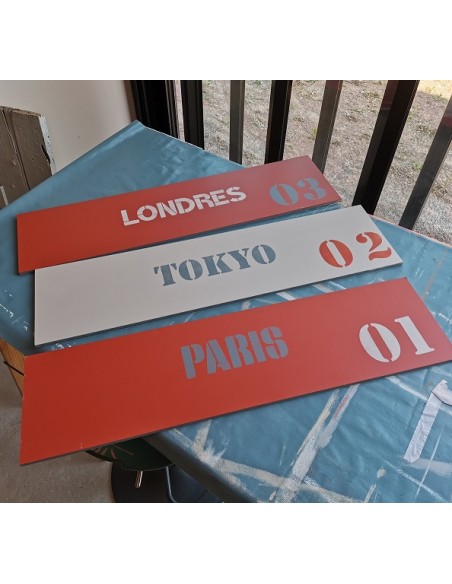 LONDRES 03
TOKYO 02
PARIS 01